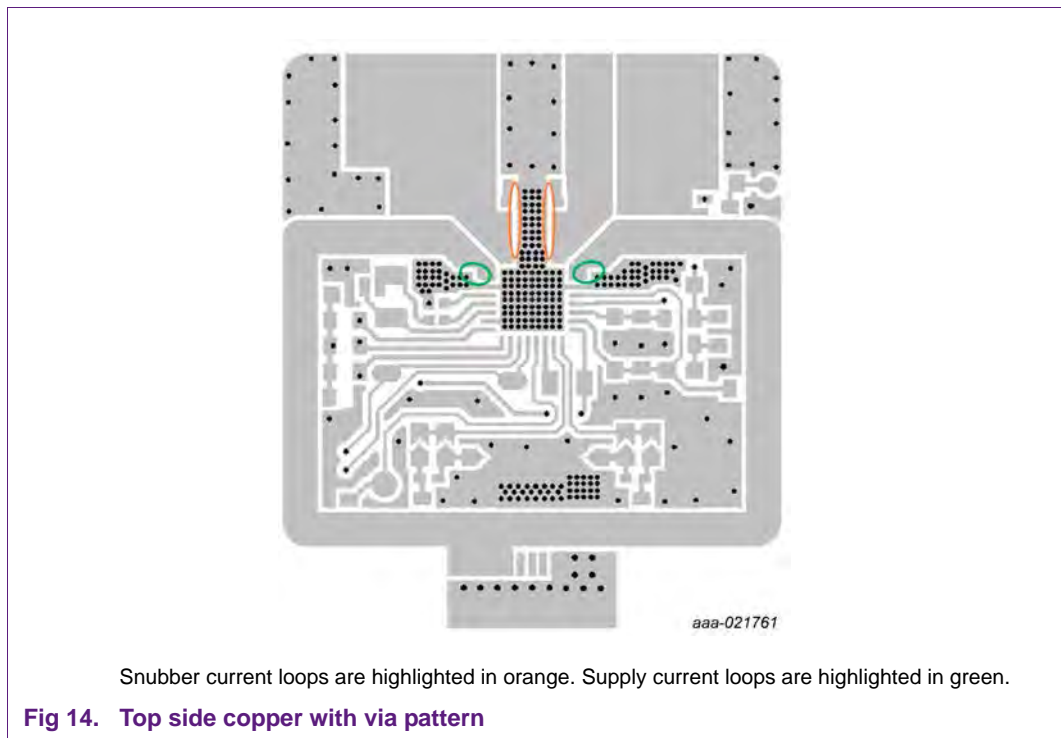 aaa-021761
Snubber current loops are highlighted in orange. Supply current loops are highlighted in green.
Fig 14. Top side copper with via pattern